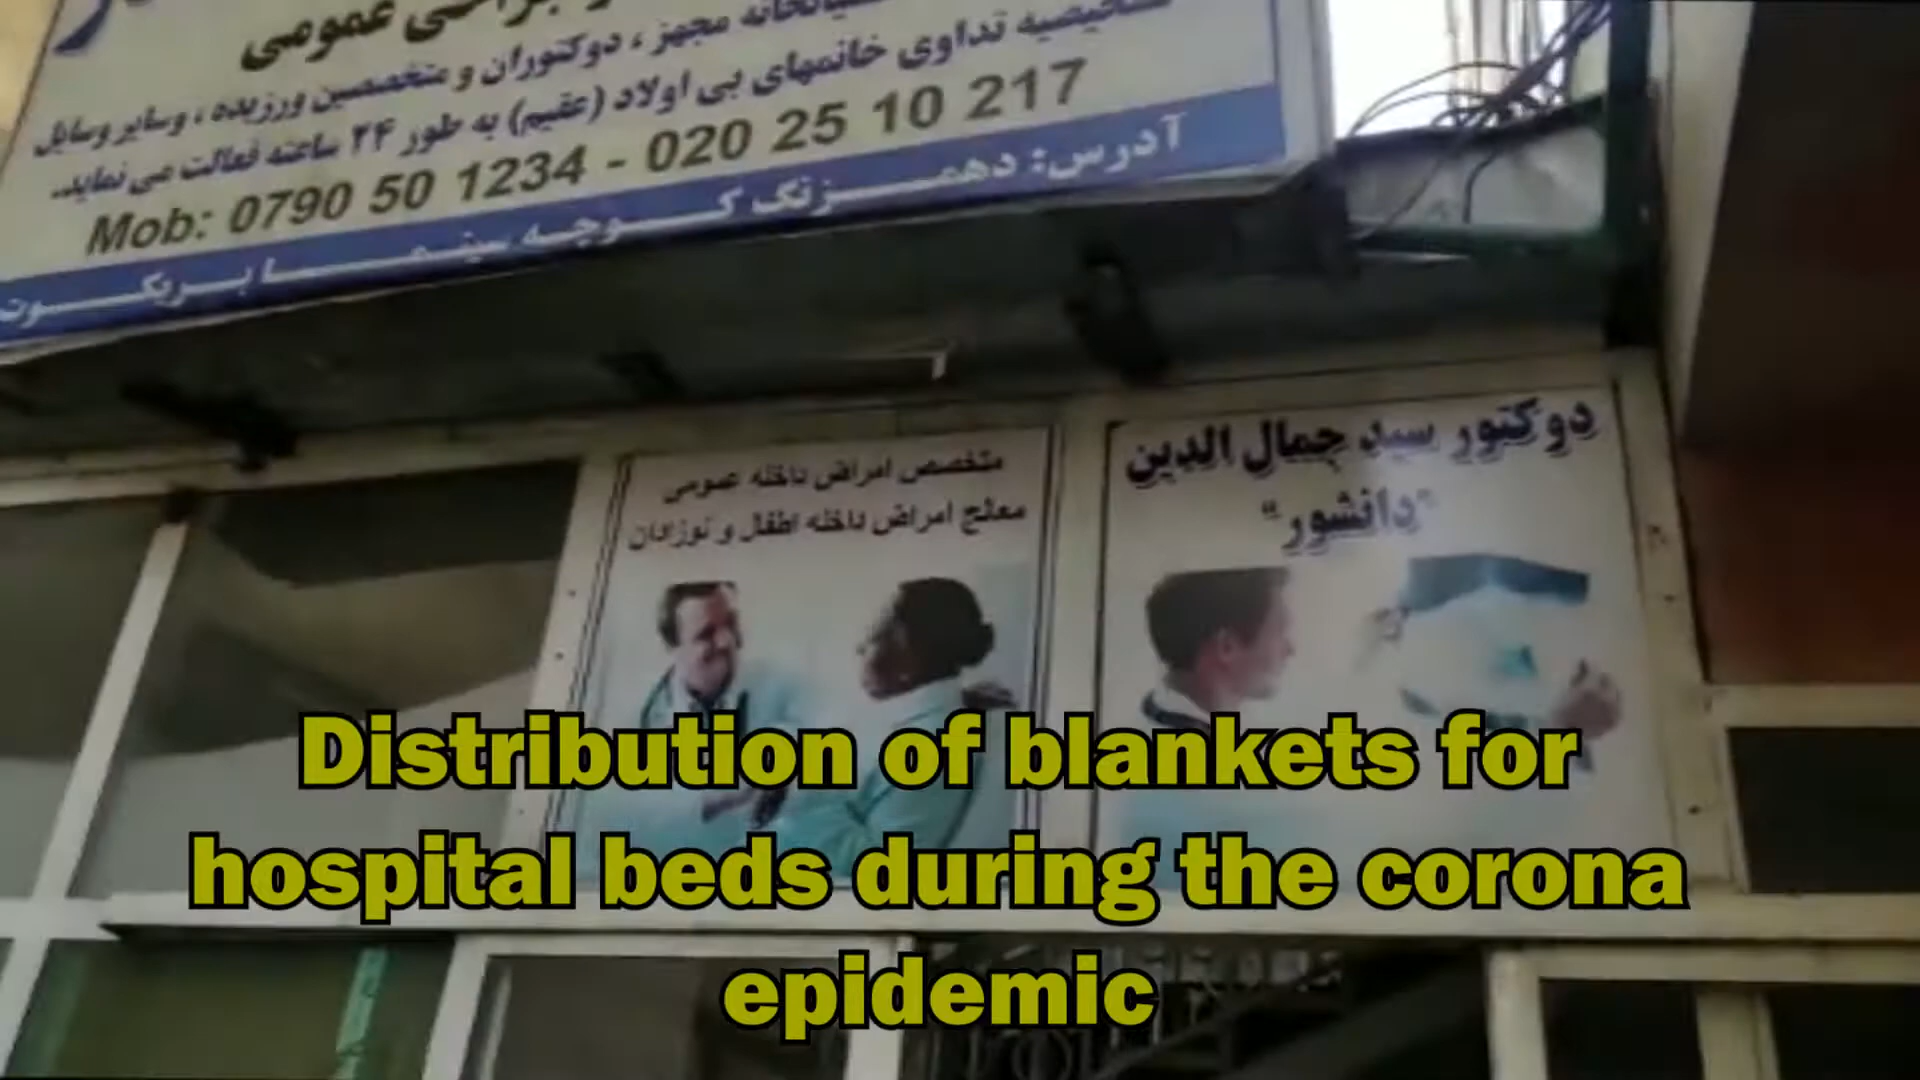 جراحی عمومی
مجهز ، دوکتوران و متخصصین ورزیده ، وسایر وسایل
تشخیصیه تداوی خانمهای بی اولاد (عقیم) به طور ۲۴ ساعته فعالت می نماید.
Mob: 0790 50 1234 - 020 25 10 217
آدرس: دهمزنگ کوچه سینما بریکوت
متخصص امراض داخله عمومی
معالج امراض داخله اطفال و نوزادان
دوکتور سید جمال الدین
"دانشور"
Distribution of blankets for
hospital beds during the corona
epidemic